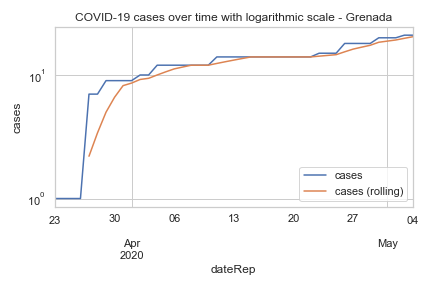 COVID-19 cases over time with logarithmic scale - Grenada
cases
10¹
10⁰
cases
cases (rolling)
23 30 06 13 20 27 04
Apr May
2020
dateRep